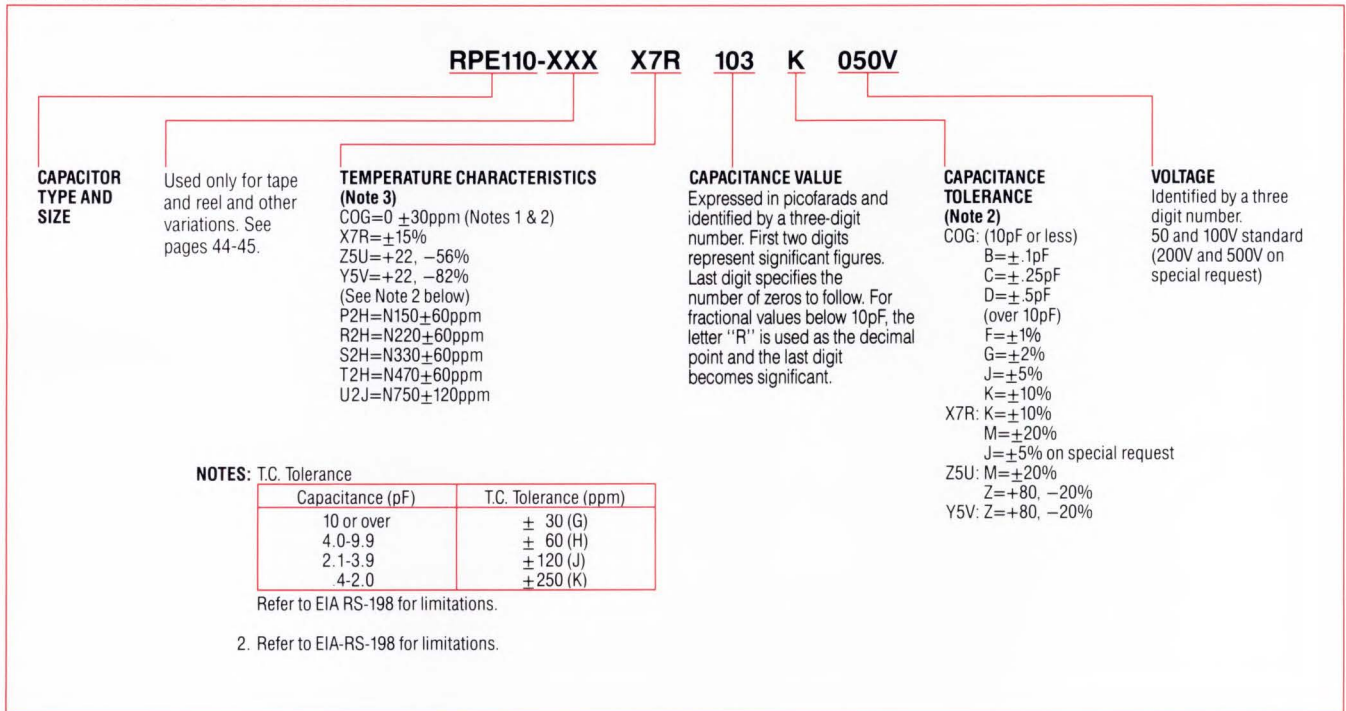 RPE110-XXX X7R 103 K 050V
CAPACITOR
TYPE AND
SIZE
Used only for tape
and reel and other
variations. See
pages 44-45.
TEMPERATURE CHARACTERISTICS
(Note 3)
COG=0 ±30ppm (Notes 1 & 2)
X7R=±15%
Z5U=+22, −56%
Y5V=+22, −82%
(See Note 2 below)
P2H=N150±60ppm
R2H=N220±60ppm
S2H=N330±60ppm
T2H=N470±60ppm
U2J=N750±120ppm
CAPACITANCE VALUE
Expressed in picofarads and
identified by a three-digit
number. First two digits
represent significant figures.
Last digit specifies the
number of zeros to follow. For
fractional values below 10pF, the
letter "R" is used as the decimal
point and the last digit
becomes significant.
CAPACITANCE
TOLERANCE
(Note 2)
COG: (10pF or less)
B=±.1pF
C=±.25pF
D=±.5pF
(over 10pF)
F=±1%
G=±2%
J=±5%
K=±10%
X7R: K=±10%
M=±20%
J=±5% on special request
Z5U: M=±20%
Z=+80, −20%
Y5V: Z=+80, −20%
VOLTAGE
Identified by a three
digit number.
50 and 100V standard
(200V and 500V on
special request)
NOTES: T.C. Tolerance
Capacitance (pF) T.C. Tolerance (ppm)
10 or over ± 30 (G)
4.0-9.9 ± 60 (H)
2.1-3.9 ±120 (J)
.4-2.0 ±250 (K)
Refer to EIA RS-198 for limitations.
2. Refer to EIA-RS-198 for limitations.